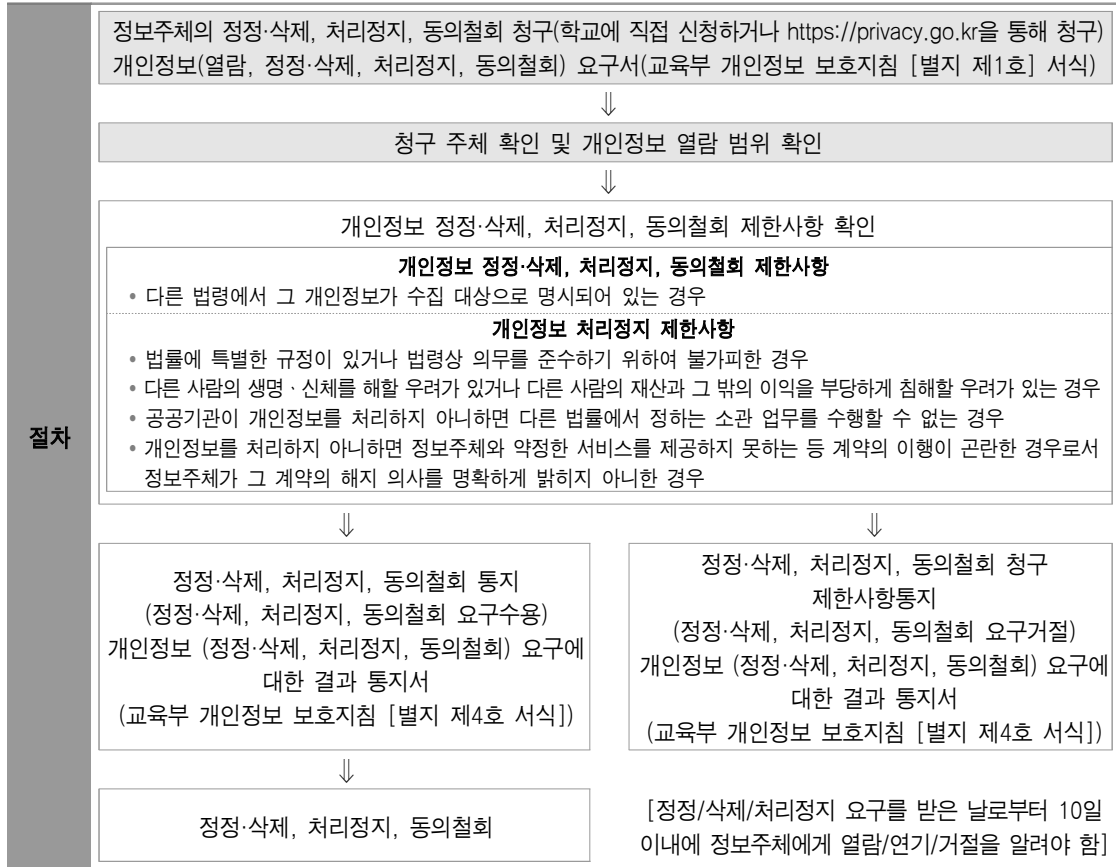 정보주체의 정정·삭제, 처리정지, 동의철회 청구(학교에 직접 신청하거나 https://privacy.go.kr을 통해 청구)
개인정보(열람, 정정·삭제, 처리정지, 동의철회) 요구서(교육부 개인정보 보호지침 [별지 제1호] 서식)
⇓
청구 주체 확인 및 개인정보 열람 범위 확인
⇓
개인정보 정정·삭제, 처리정지, 동의철회 제한사항 확인
개인정보 정정·삭제, 처리정지, 동의철회 제한사항
• 다른 법령에서 그 개인정보가 수집 대상으로 명시되어 있는 경우
개인정보 처리정지 제한사항
• 법률에 특별한 규정이 있거나 법령상 의무를 준수하기 위하여 불가피한 경우
• 다른 사람의 생명·신체를 해할 우려가 있거나 다른 사람의 재산과 그 밖의 이익을 부당하게 침해할 우려가 있는 경우
• 공공기관이 개인정보를 처리하지 아니하면 다른 법률에서 정하는 소관 업무를 수행할 수 없는 경우
절차
• 개인정보를 처리하지 아니하면 정보주체와 약정한 서비스를 제공하지 못하는 등 계약의 이행이 곤란한 경우로서
정보주체가 그 계약의 해지 의사를 명확하게 밝히지 아니한 경우
⇓ ⇓
정정·삭제, 처리정지, 동의철회 통지
(정정·삭제, 처리정지, 동의철회 요구수용)
개인정보 (정정·삭제, 처리정지, 동의철회) 요구에
대한 결과 통지서
(교육부 개인정보 보호지침 [별지 제4호 서식])
⇓
정정·삭제, 처리정지, 동의철회
정정·삭제, 처리정지, 동의철회 청구
제한사항통지
(정정·삭제, 처리정지, 동의철회 요구거절)
개인정보 (정정·삭제, 처리정지, 동의철회) 요구에
대한 결과 통지서
(교육부 개인정보 보호지침 [별지 제4호 서식])
[정정/삭제/처리정지 요구를 받은 날로부터 10일
이내에 정보주체에게 열람/연기/거절을 알려야 함]